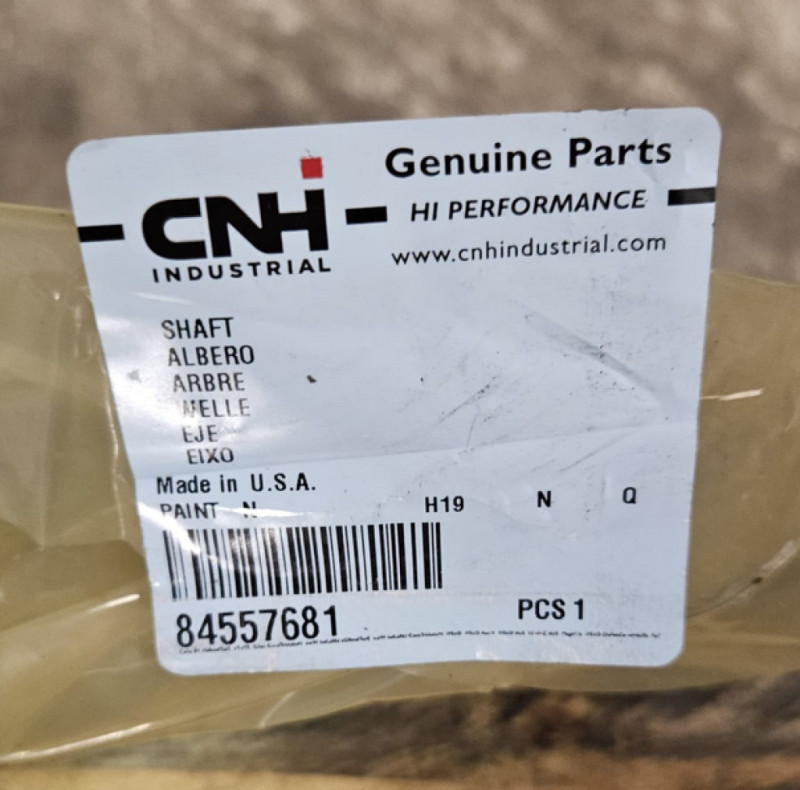 Genuine Parts
CNH
INDUSTRIAL
HI PERFORMANCE
www.cnhindustrial.com
SHAFT
ALBERO
ARBRE
WELLE
EJE
EIXO
Made in U.S.A.
PAINT N H19 N Q
84557681 PCS 1